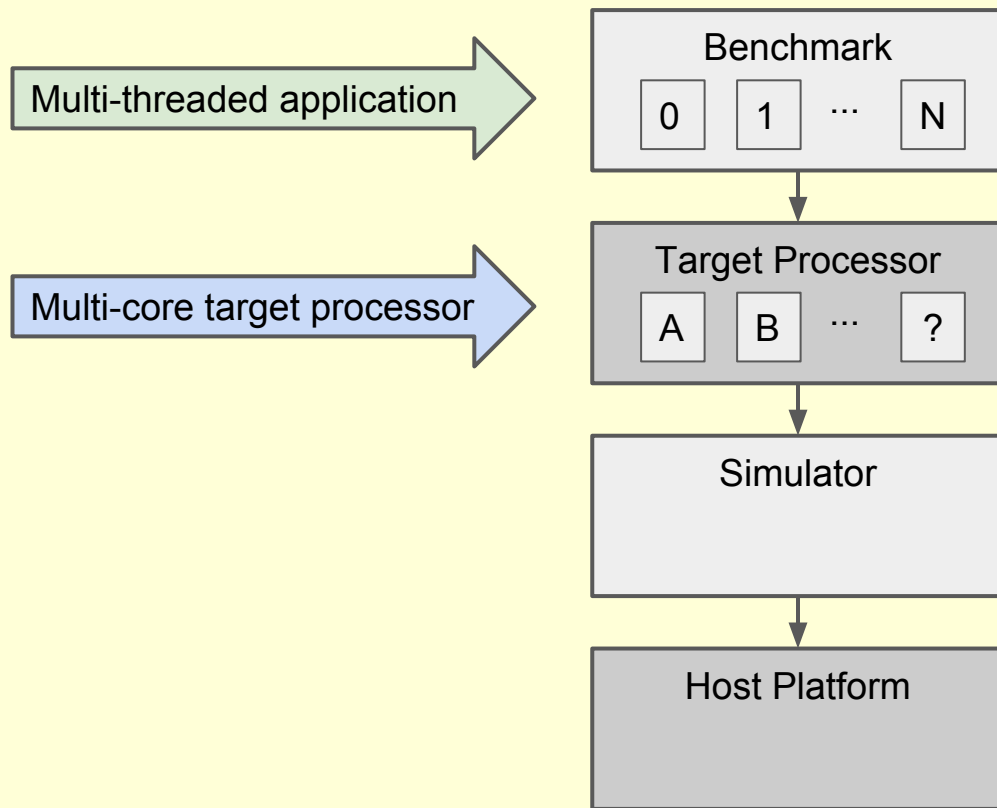 Benchmark
Multi-threaded application
0 1 ... N
Target Processor
Multi-core target processor
A B ... ?
Simulator
Host Platform